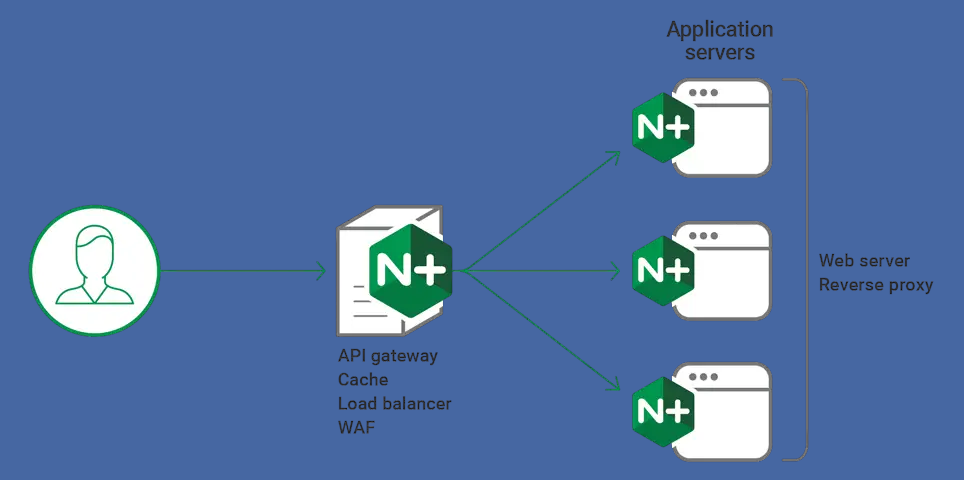 Application
servers
N+
N+
N+
N+
Web server
Reverse proxy
API gateway
Cache
Load balancer
WAF